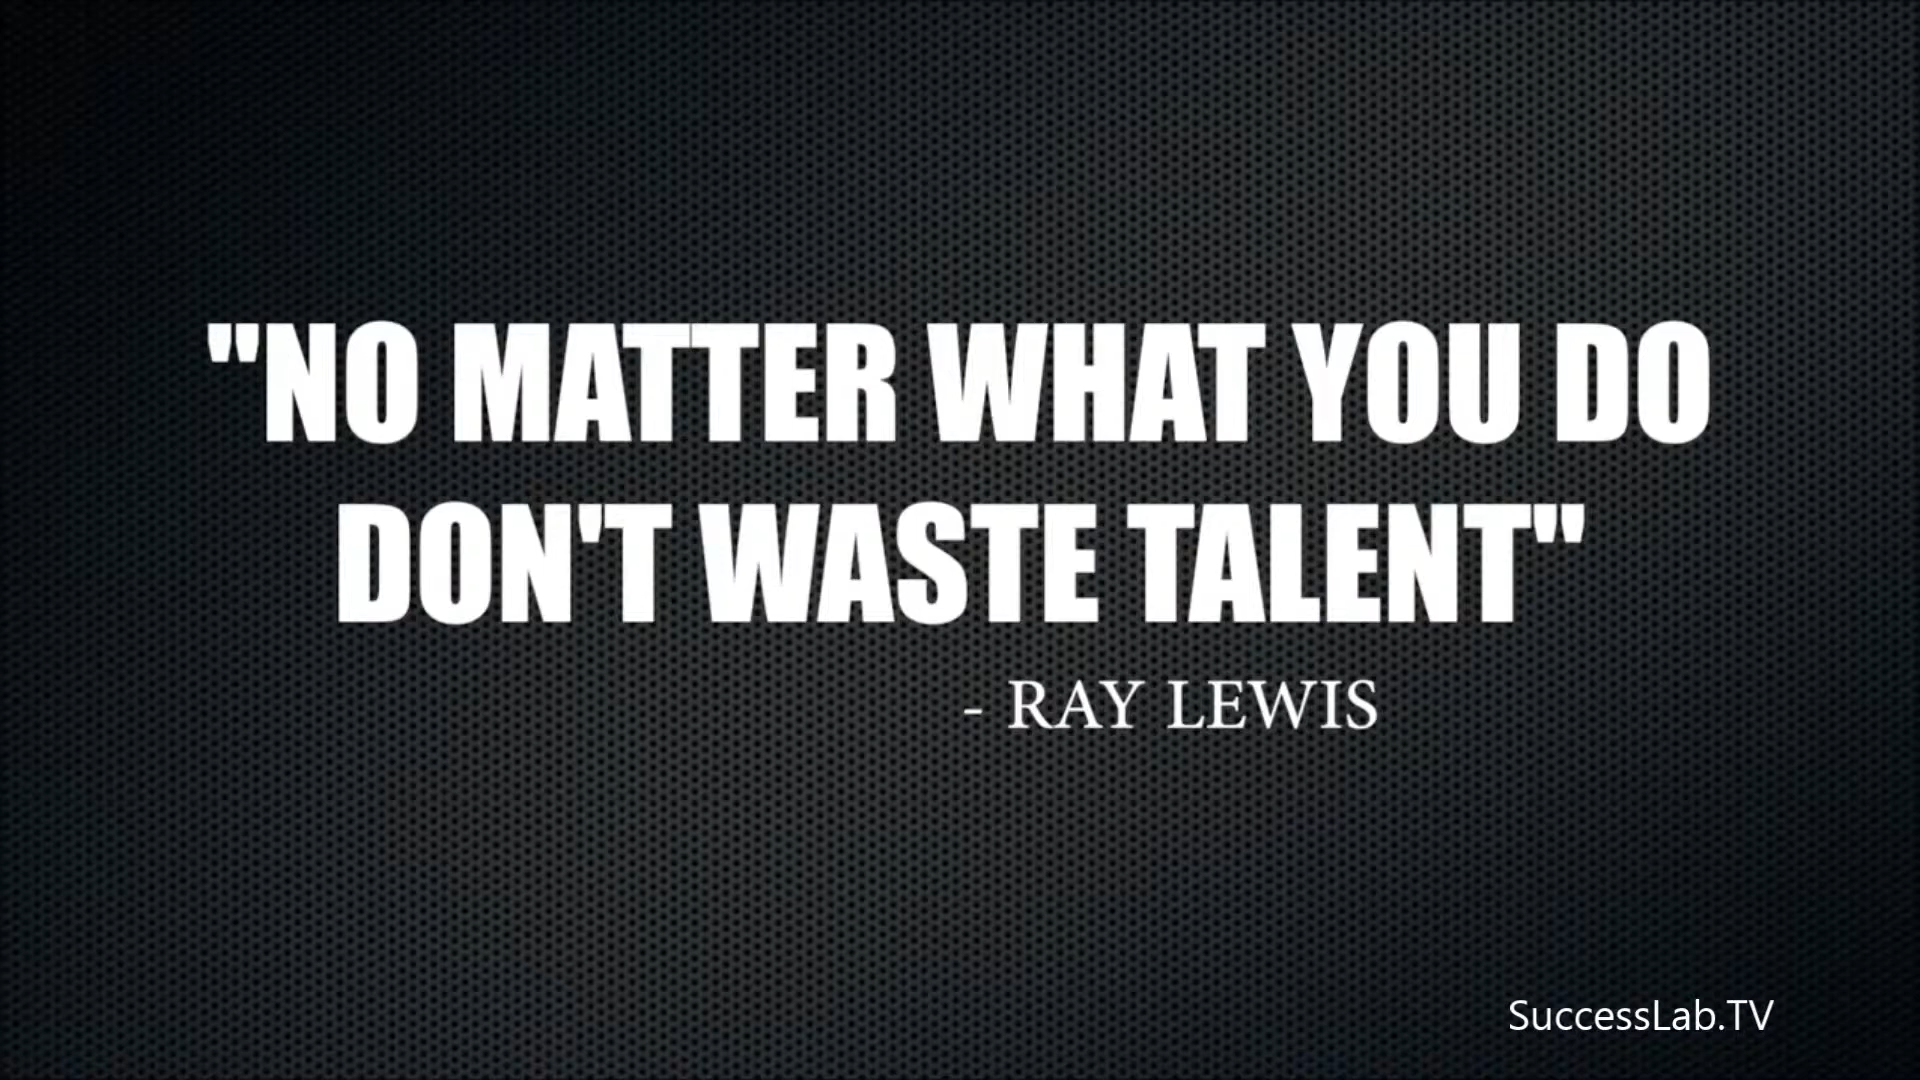 "NO MATTER WHAT YOU DO
DON'T WASTE TALENT"
- RAY LEWIS
SuccessLab.TV